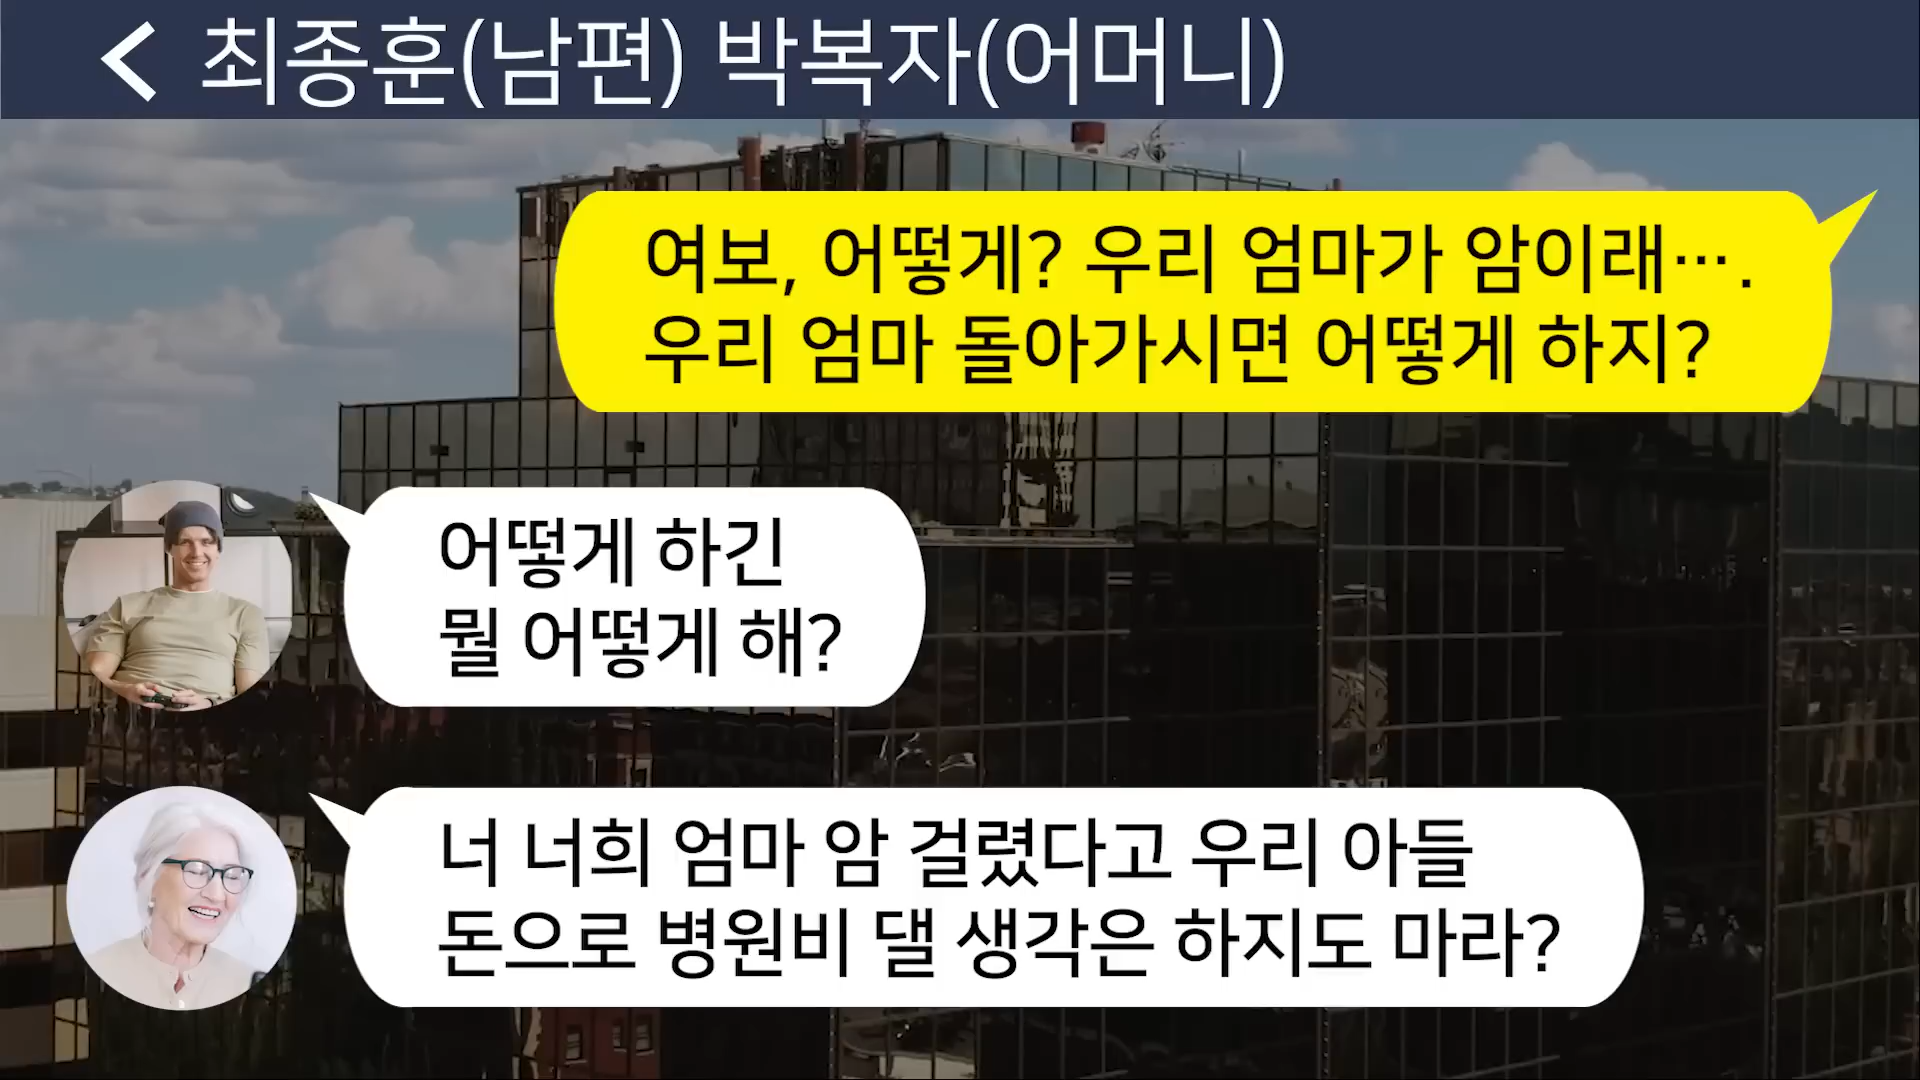 최종훈(남편) 박복자(어머니)
여보, 어떻게? 우리 엄마가 암이래….
우리 엄마 돌아가시면 어떻게 하지?
어떻게 하긴
뭘 어떻게 해?
너 너희 엄마 암 걸렸다고 우리 아들
돈으로 병원비 댈 생각은 하지도 마라?